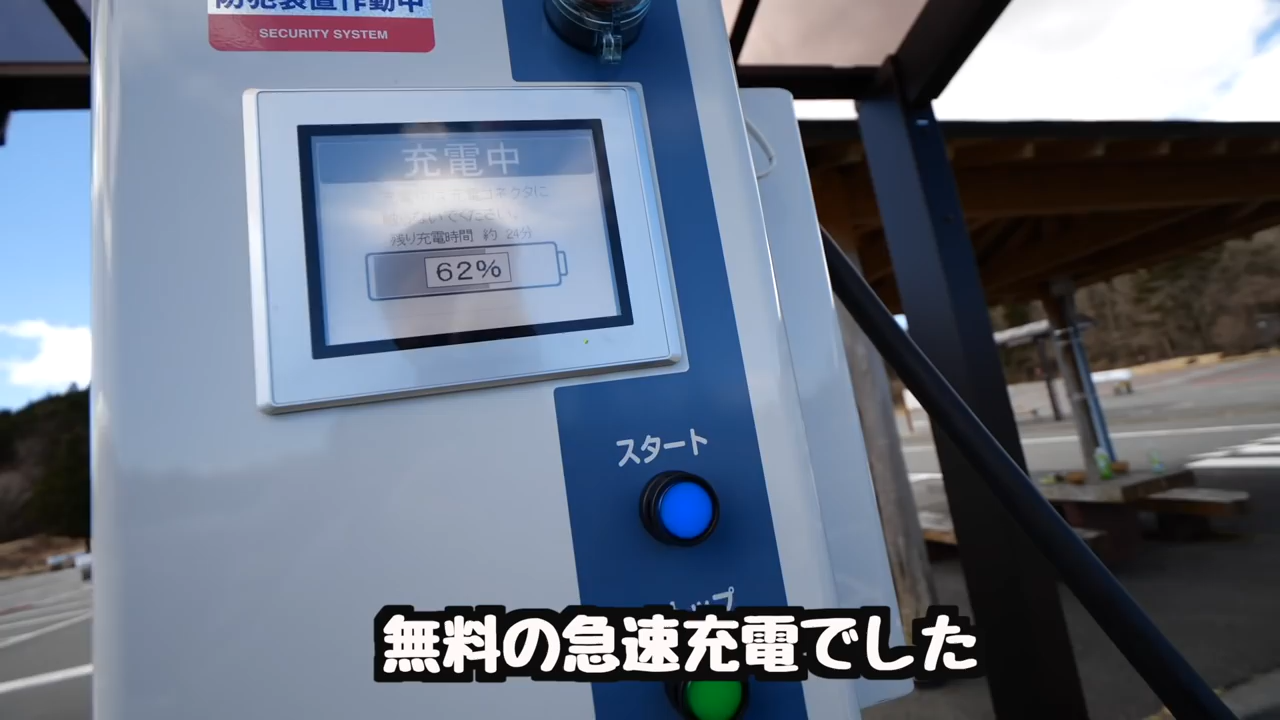 防犯装置作動中
SECURITY SYSTEM
充電中
残り充電時間 約 24分
62%
スタート
無料の急速充電でした